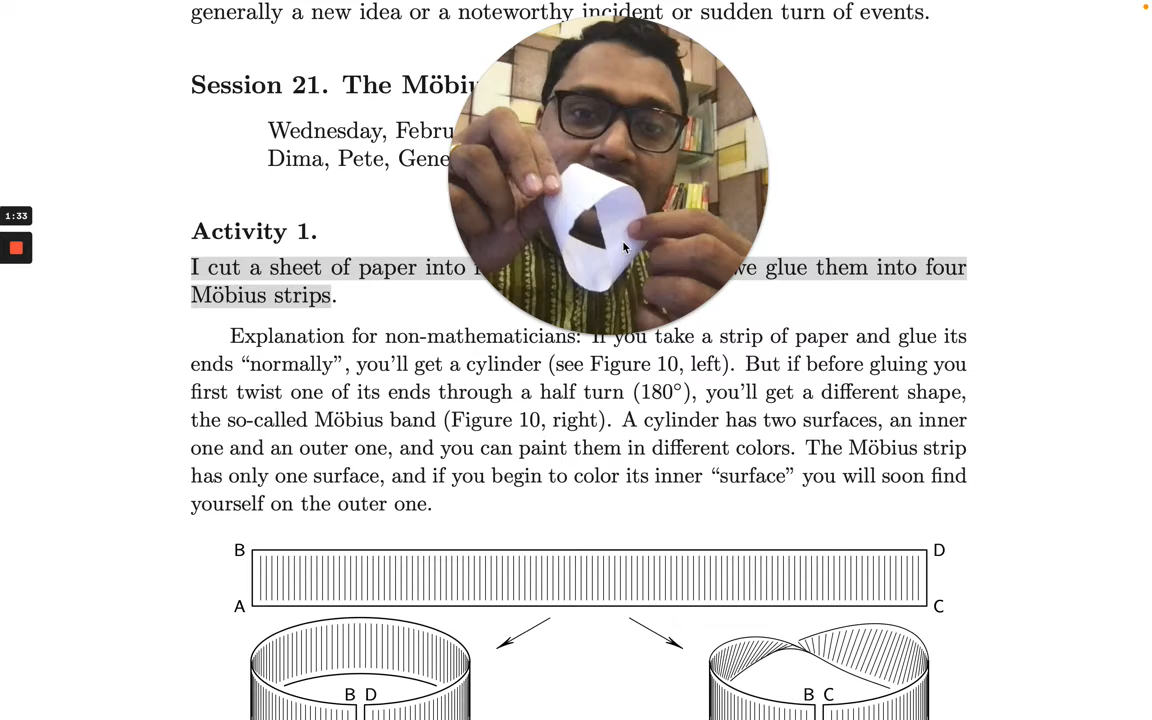 generally a new idea or a noteworthy incident or sudden turn of events.
Session 21. The Möbiu
Wednesday, Febru
Dima, Pete, Gene
1:33
Activity 1.
I cut a sheet of paper into we glue them into four
Möbius strips.
Explanation for non-mathematicians: If you take a strip of paper and glue its
ends “normally”, you’ll get a cylinder (see Figure 10, left). But if before gluing you
first twist one of its ends through a half turn (180°), you’ll get a different shape,
the so-called Möbius band (Figure 10, right). A cylinder has two surfaces, an inner
one and an outer one, and you can paint them in different colors. The Möbius strip
has only one surface, and if you begin to color its inner “surface” you will soon find
yourself on the outer one.
B D
A C
B D B C